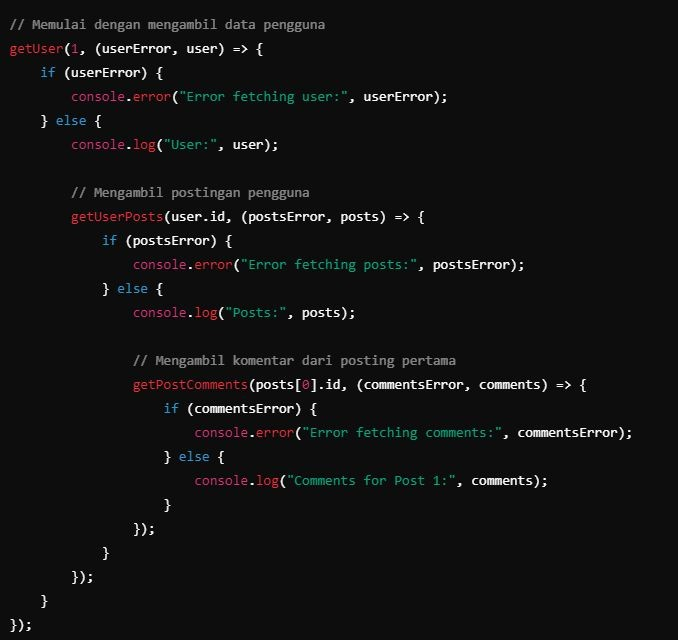 // Memulai dengan mengambil data pengguna
getUser(1, (userError, user) => {
    if (userError) {
        console.error("Error fetching user:", userError);
    } else {
        console.log("User:", user);

        // Mengambil postingan pengguna
        getUserPosts(user.id, (postsError, posts) => {
            if (postsError) {
                console.error("Error fetching posts:", postsError);
            } else {
                console.log("Posts:", posts);

                // Mengambil komentar dari posting pertama
                getPostComments(posts[0].id, (commentsError, comments) => {
                    if (commentsError) {
                        console.error("Error fetching comments:", commentsError);
                    } else {
                        console.log("Comments for Post 1:", comments);
                    }
                });
            }
        });
    }
});